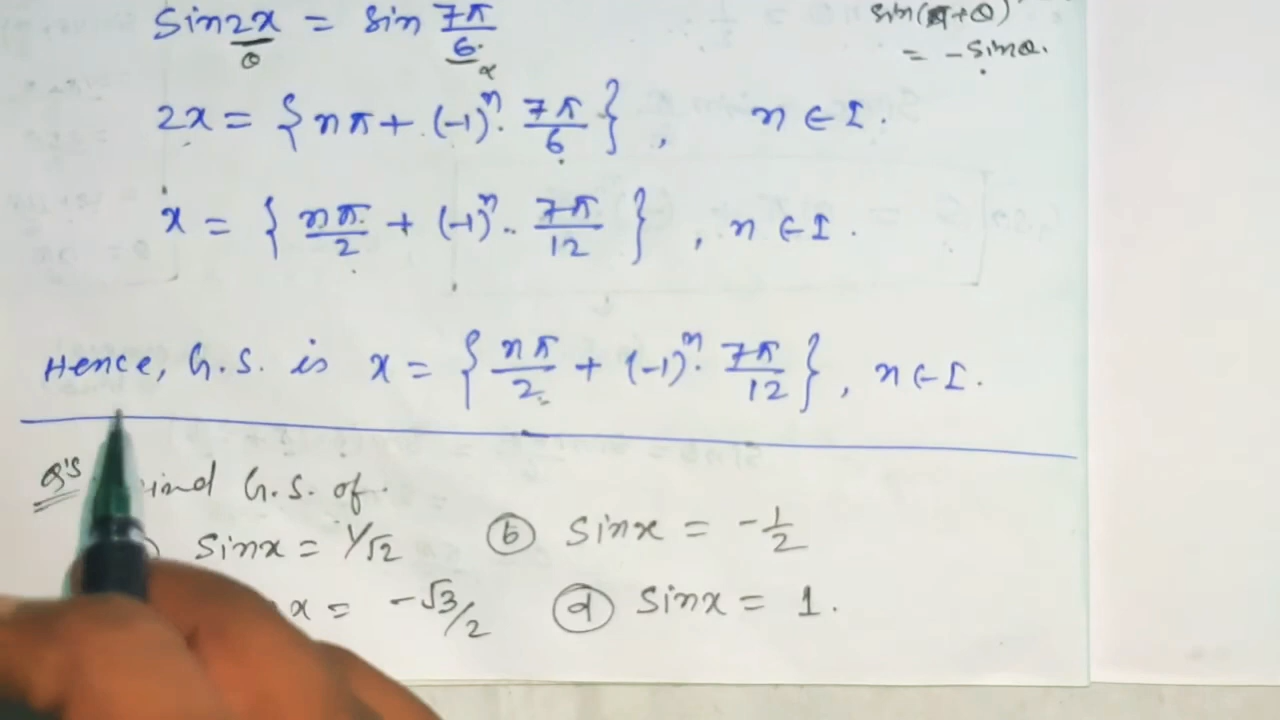 Sin2x = Sin 7π/6
θ α
sin(π+θ)
= -sinθ.
2x = { nπ + (-1)ⁿ. 7π/6 }, n ∈ I.
x = { nπ/2 + (-1)ⁿ. 7π/12 }, n ∈ I.
Hence, G.S. is x = { nπ/2 + (-1)ⁿ. 7π/12 }, n ∈ I.
Q's G.S. of.
Sinx = 1/√2 (b) Sinx = -1/2
x = -√3/2 (d) Sinx = 1.